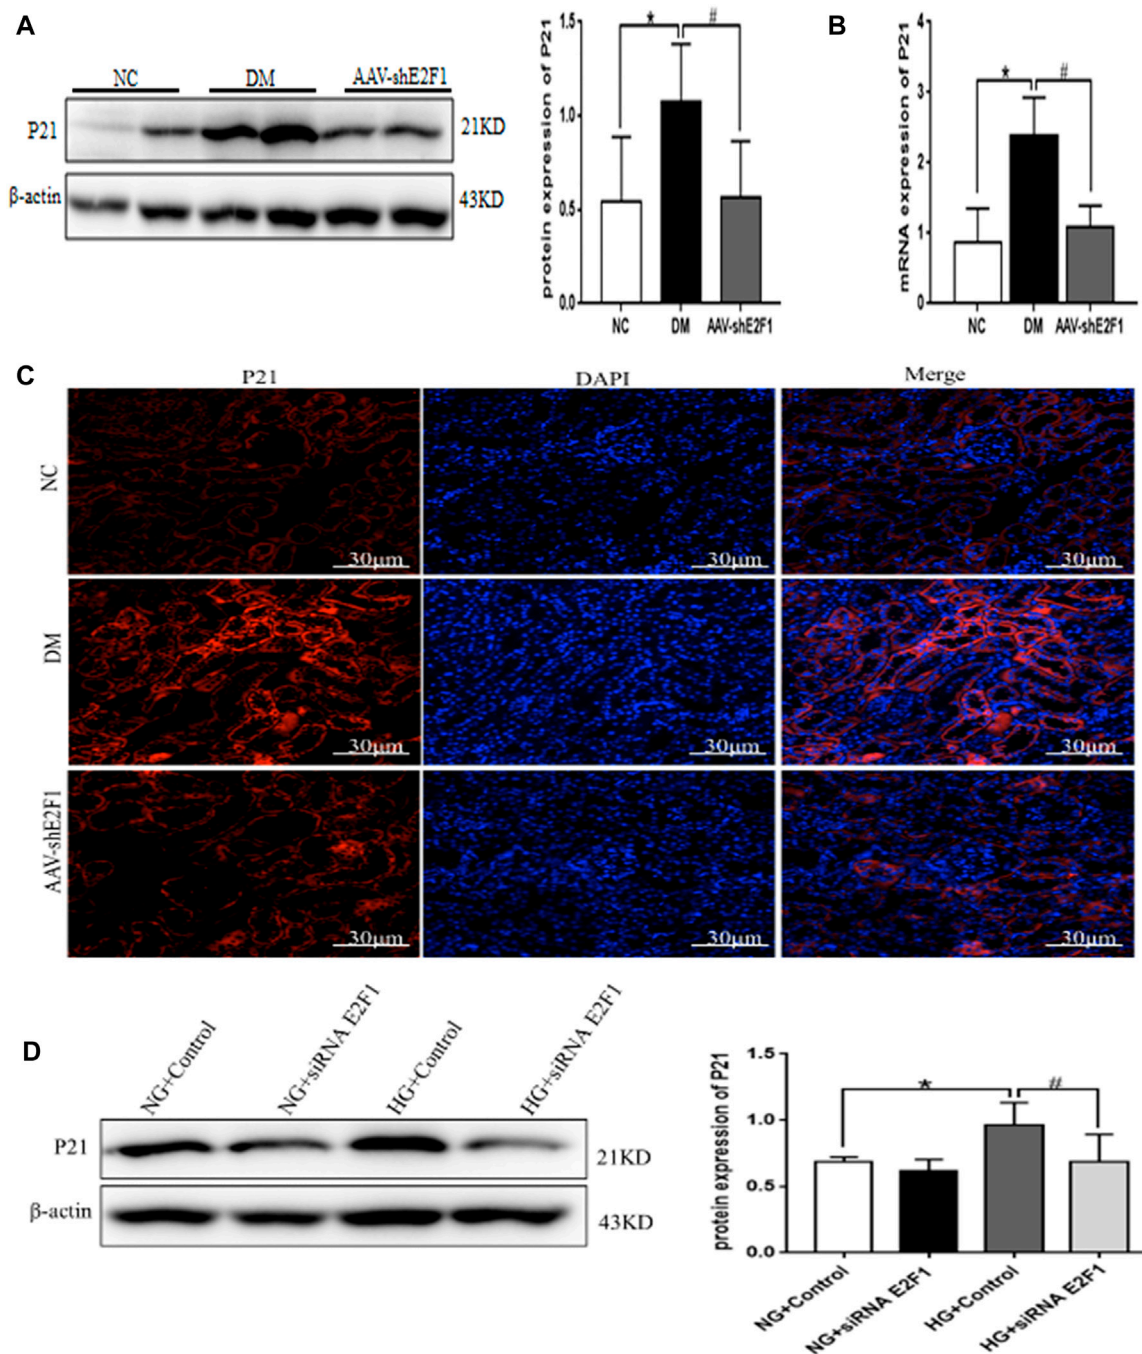 A
NC DM AAV-shE2F1
P21 21KD
β-actin 43KD
protein expression of P21
1.5
1.0
0.5
0.0
* #
NC DM AAV-shE2F1
B
mRNA expression of P21
4
3
2
1
0
* #
NC DM AAV-shE2F1
C
P21 DAPI Merge
NC
30μm 30μm 30μm
DM
30μm 30μm 30μm
AAV-shE2F1
30μm 30μm 30μm
D
NG+Control NG+siRNA E2F1 HG+Control HG+siRNA E2F1
P21 21KD
β-actin 43KD
protein expression of P21
1.5
1.0
0.5
0.0
* #
NG+Control NG+siRNA E2F1 HG+Control HG+siRNA E2F1